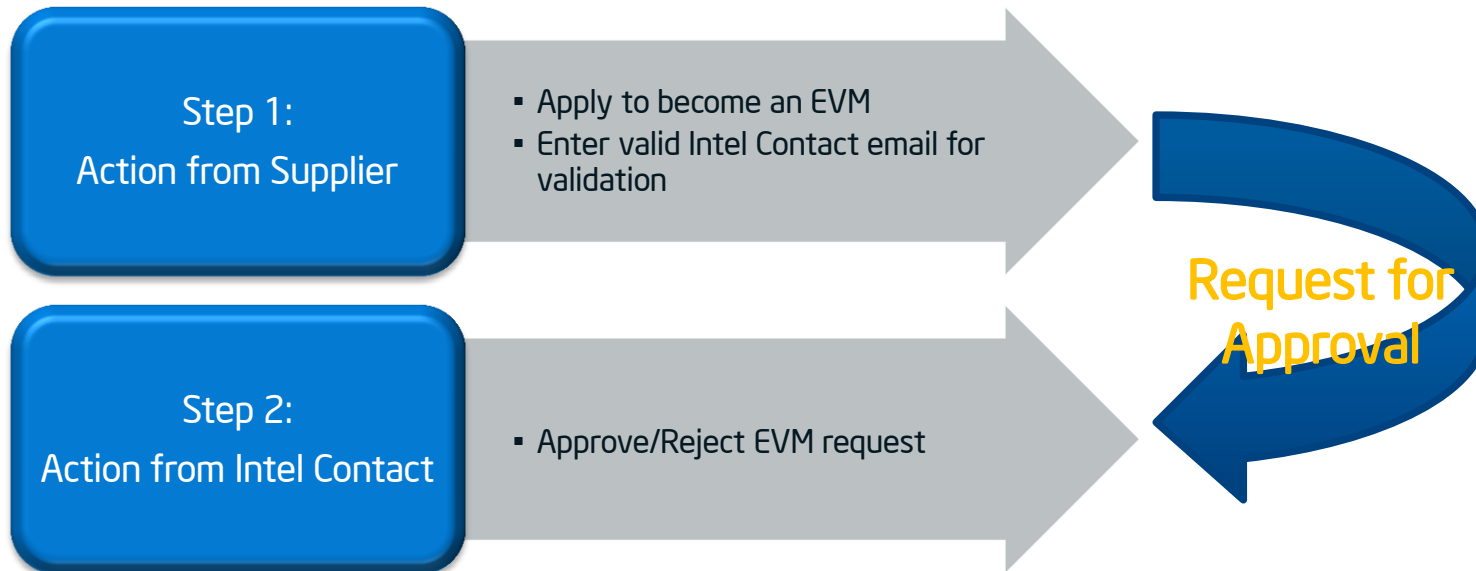 Step 1:
Action from Supplier
▪ Apply to become an EVM
▪ Enter valid Intel Contact email for
validation
Request for
Approval
Step 2:
Action from Intel Contact
▪ Approve/Reject EVM request